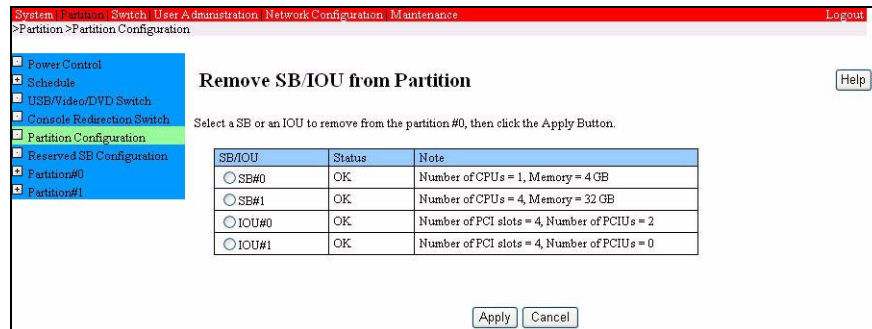 System | Partition | Switch | User Administration | Network Configuration | Maintenance Logout
>Partition >Partition Configuration
Power Control
Schedule
USB/Video/DVD Switch
Console Redirection Switch
Partition Configuration
Reserved SB Configuration
Partition#0
Partition#1
Remove SB/IOU from Partition
Help
Select a SB or an IOU to remove from the partition #0, then click the Apply Button.
SB/IOU Status Note
SB#0 OK Number of CPUs = 1, Memory = 4 GB
SB#1 OK Number of CPUs = 4, Memory = 32 GB
IOU#0 OK Number of PCI slots = 4, Number of PCIUs = 2
IOU#1 OK Number of PCI slots = 4, Number of PCIUs = 0
Apply Cancel